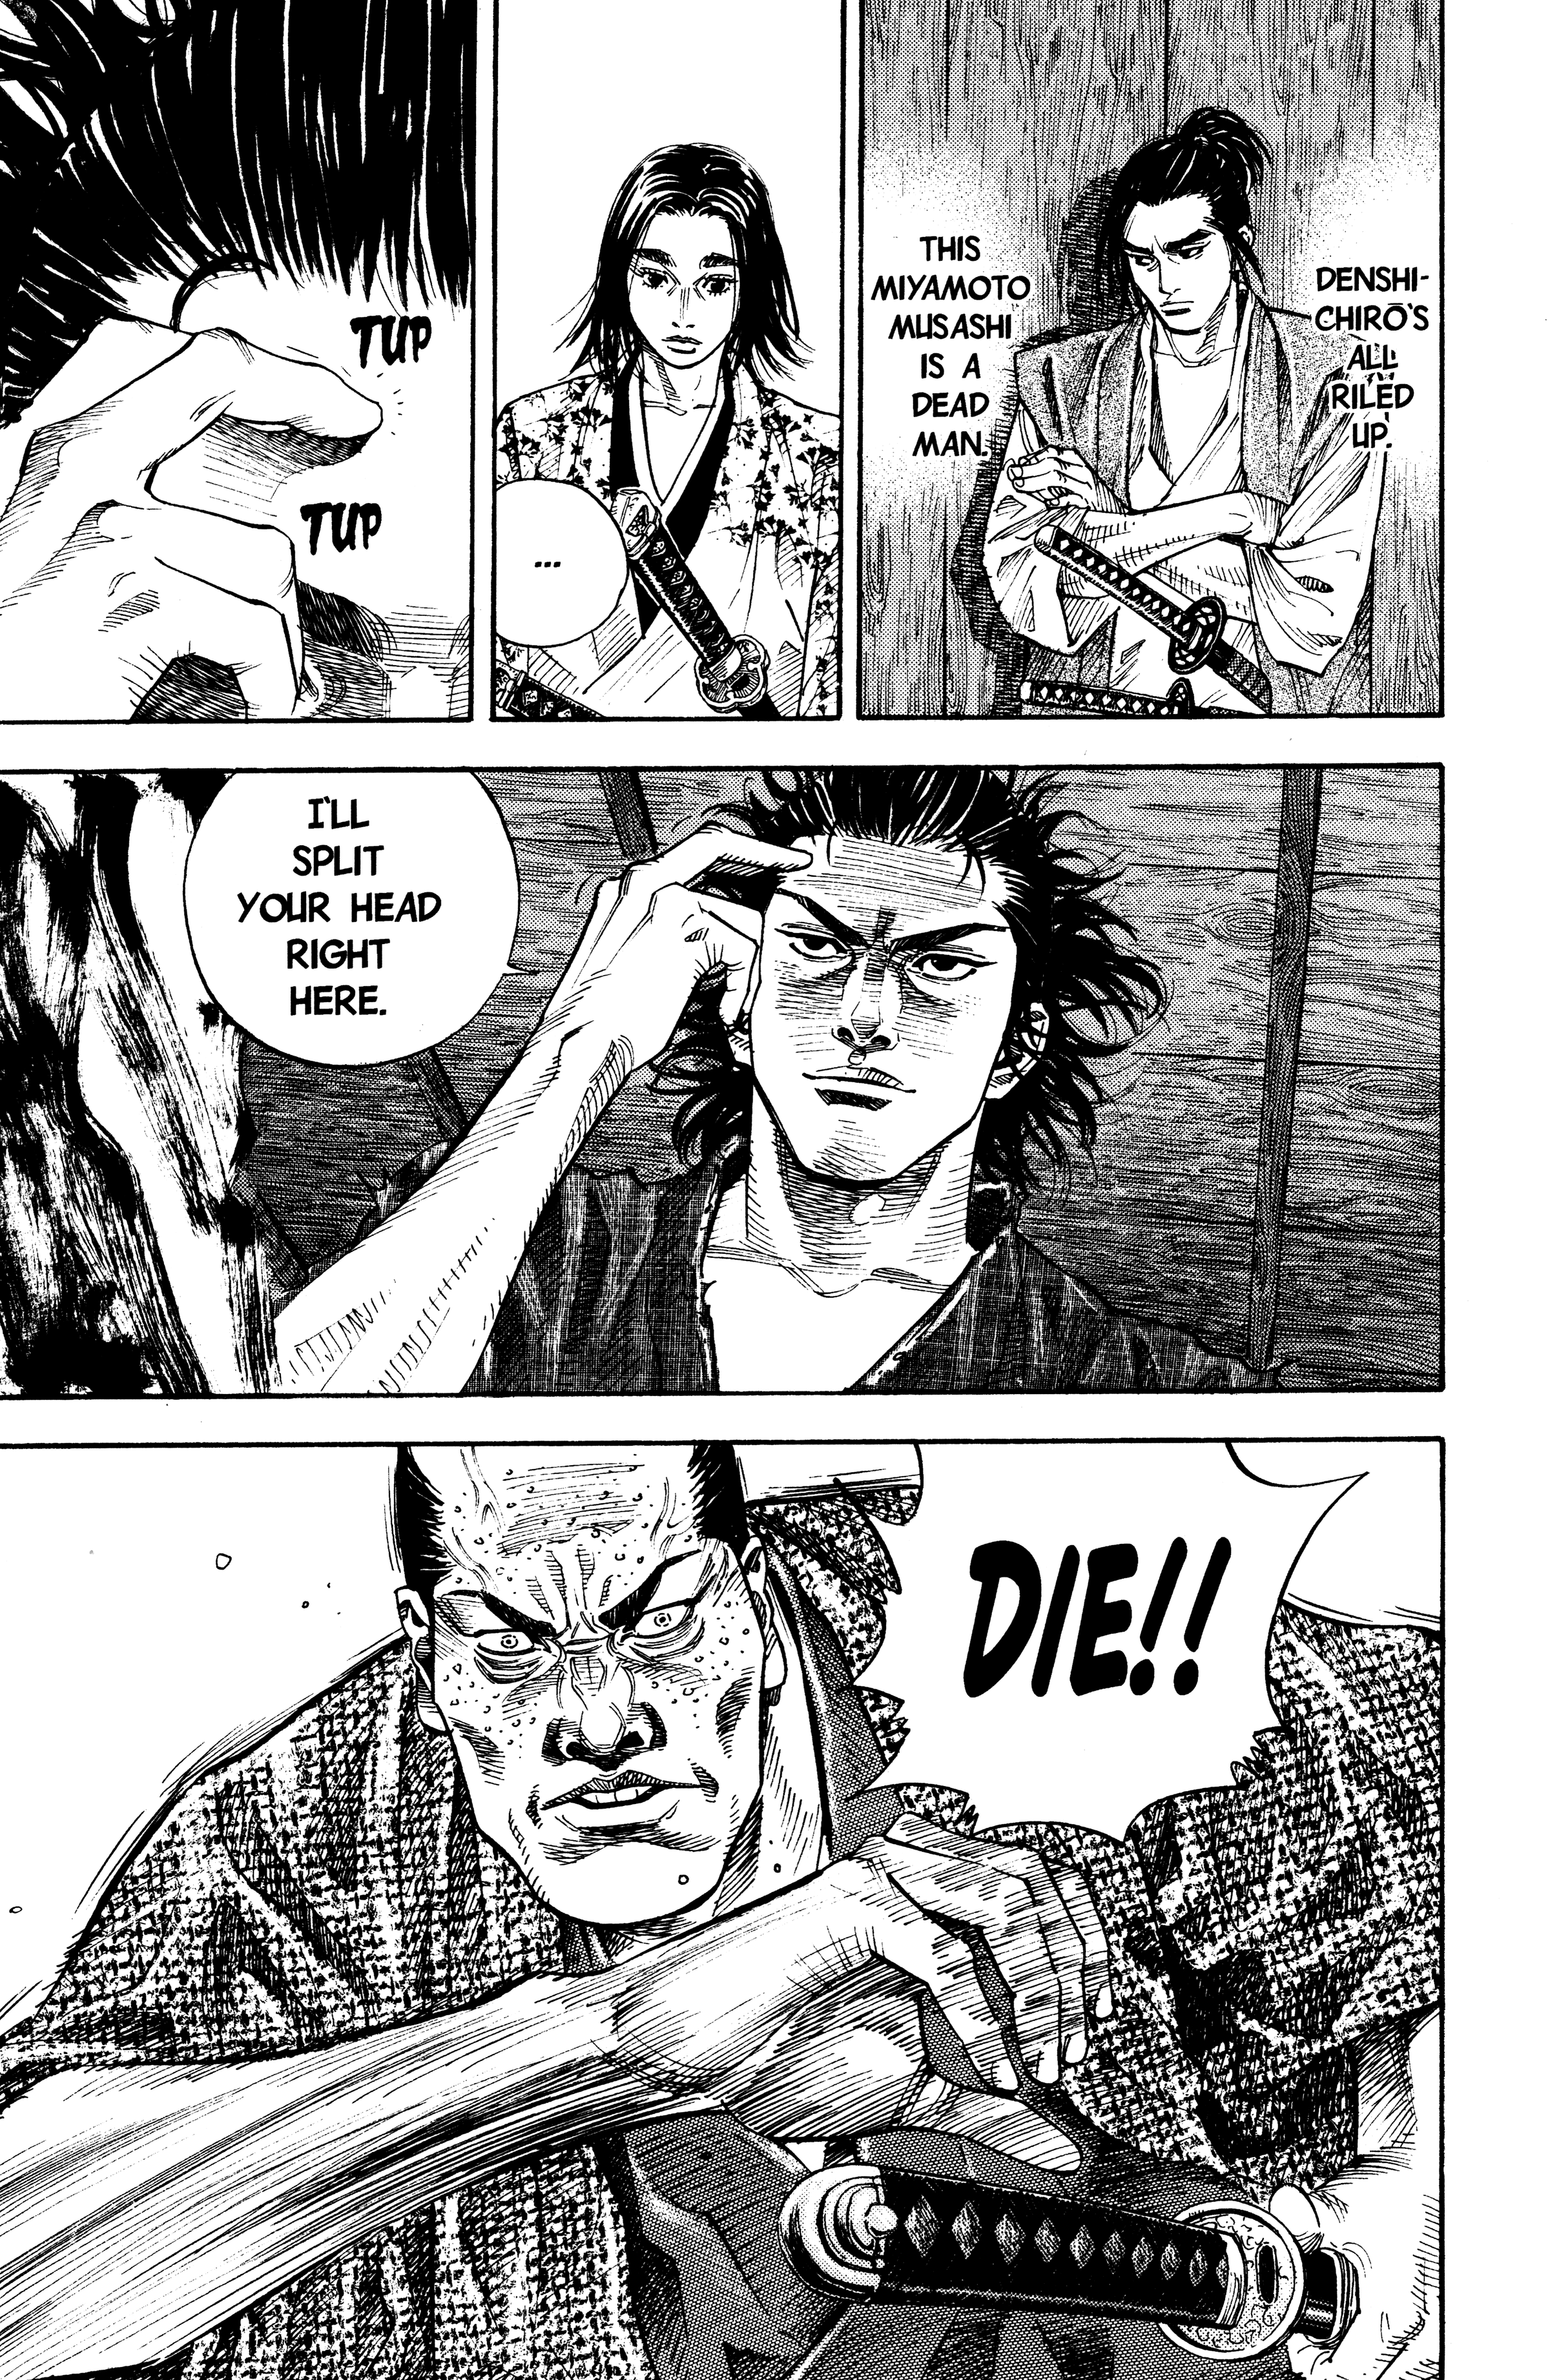 DENSHI-
CHIRŌ'S
ALL
RILED
UP.
THIS
MIYAMOTO
MUSASHI
IS A
DEAD
MAN.
...
TUP
TUP
I'LL
SPLIT
YOUR HEAD
RIGHT
HERE.
DIE!!